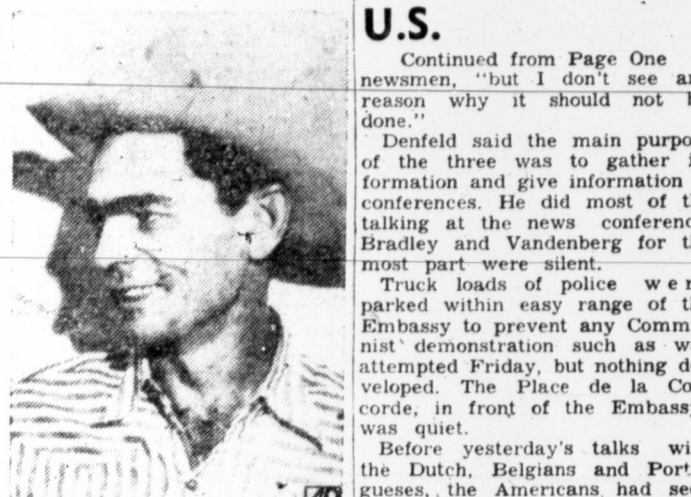 U.S.
Continued from Page One
newsmen, "but I don't see
reason why it should not
done."
Denfeld said the main
of the three was to gather
formation and give information
conferences. He did most of
talking at the news
Bradley and Vandenberg for
most part were silent.
Truck loads of police
parked within easy range of
Embassy to prevent any
nist demonstration such as
attempted Friday, but nothing
veloped. The Place de la
corde, in front of the
was quiet.
Before yesterday's talks
the Dutch, Belgians and
gueses, the Americans had